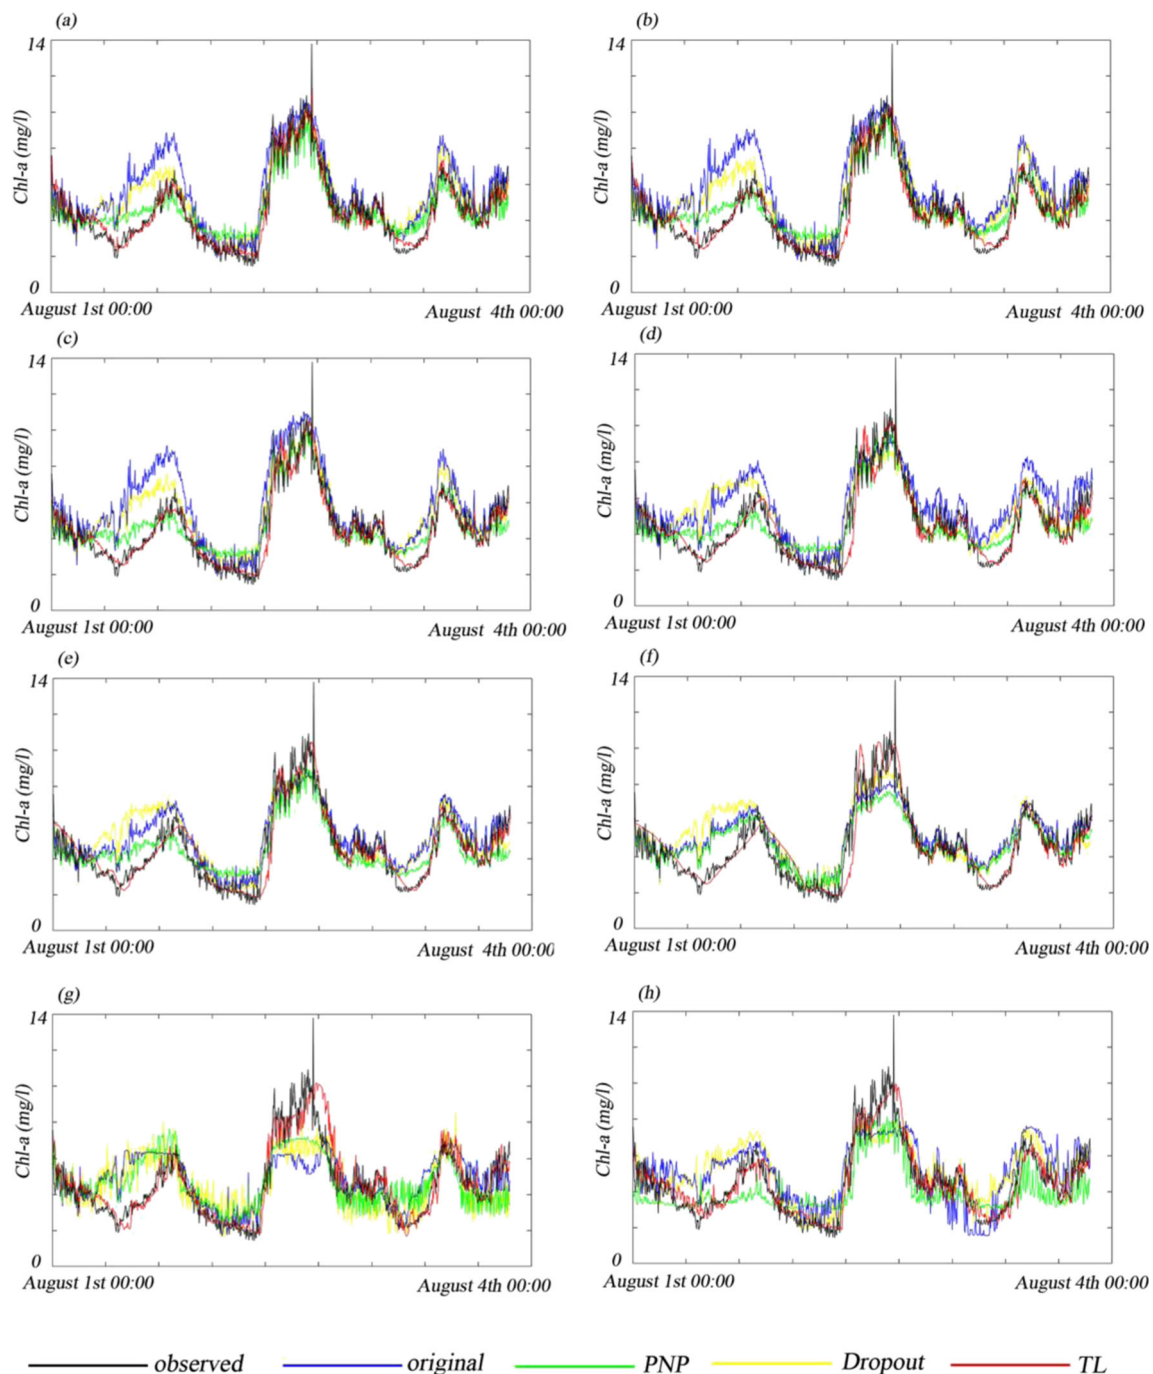 (a)
(b)
14
14
Chl-a (mg/l)
Chl-a (mg/l)
0
0
August 1st 00:00
August 4th 00:00
August 1st 00:00
August 4th 00:00
(c)
(d)
14
14
Chl-a (mg/l)
Chl-a (mg/l)
0
0
August 1st 00:00
August 4th 00:00
August 1st 00:00
August 4th 00:00
(e)
(f)
14
14
Chl-a (mg/l)
Chl-a (mg/l)
0
0
August 1st 00:00
August 4th 00:00
August 1st 00:00
August 4th 00:00
(g)
(h)
14
14
Chl-a (mg/l)
Chl-a (mg/l)
0
0
August 1st 00:00
August 4th 00:00
August 1st 00:00
August 4th 00:00
observed
original
PNP
Dropout
TL